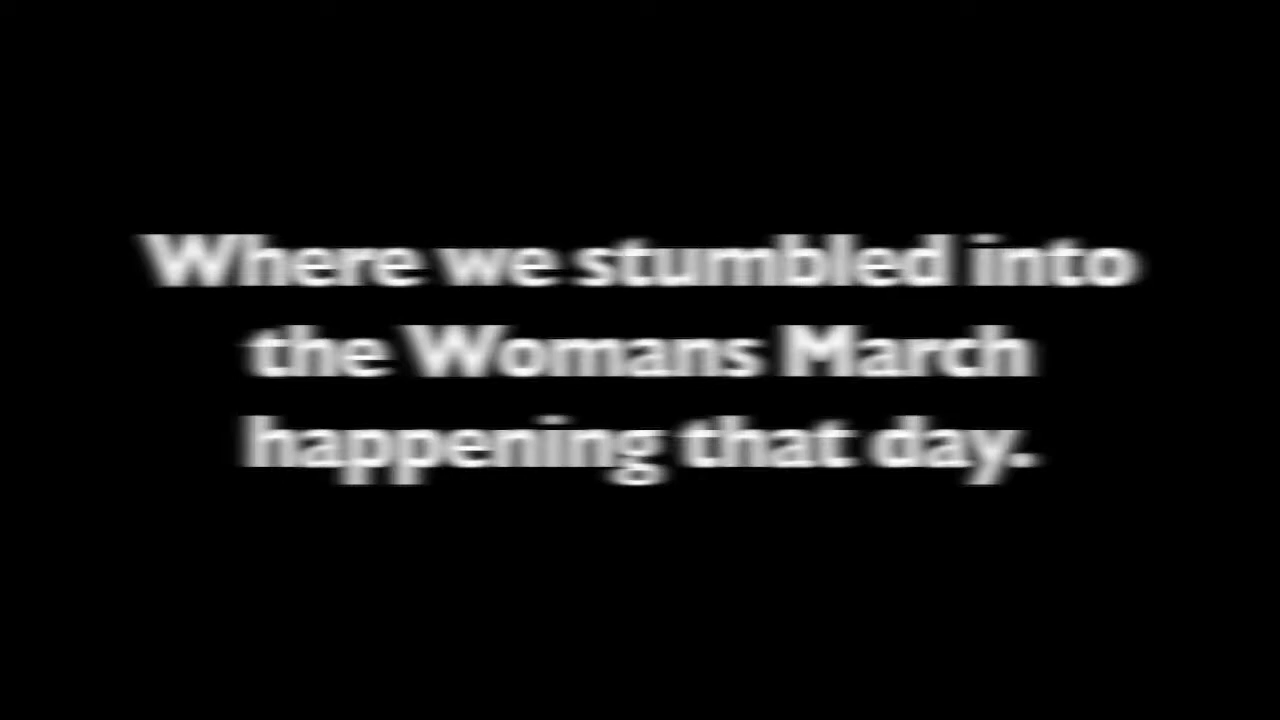 Where we stumbled into
the Womans March
happening that day.